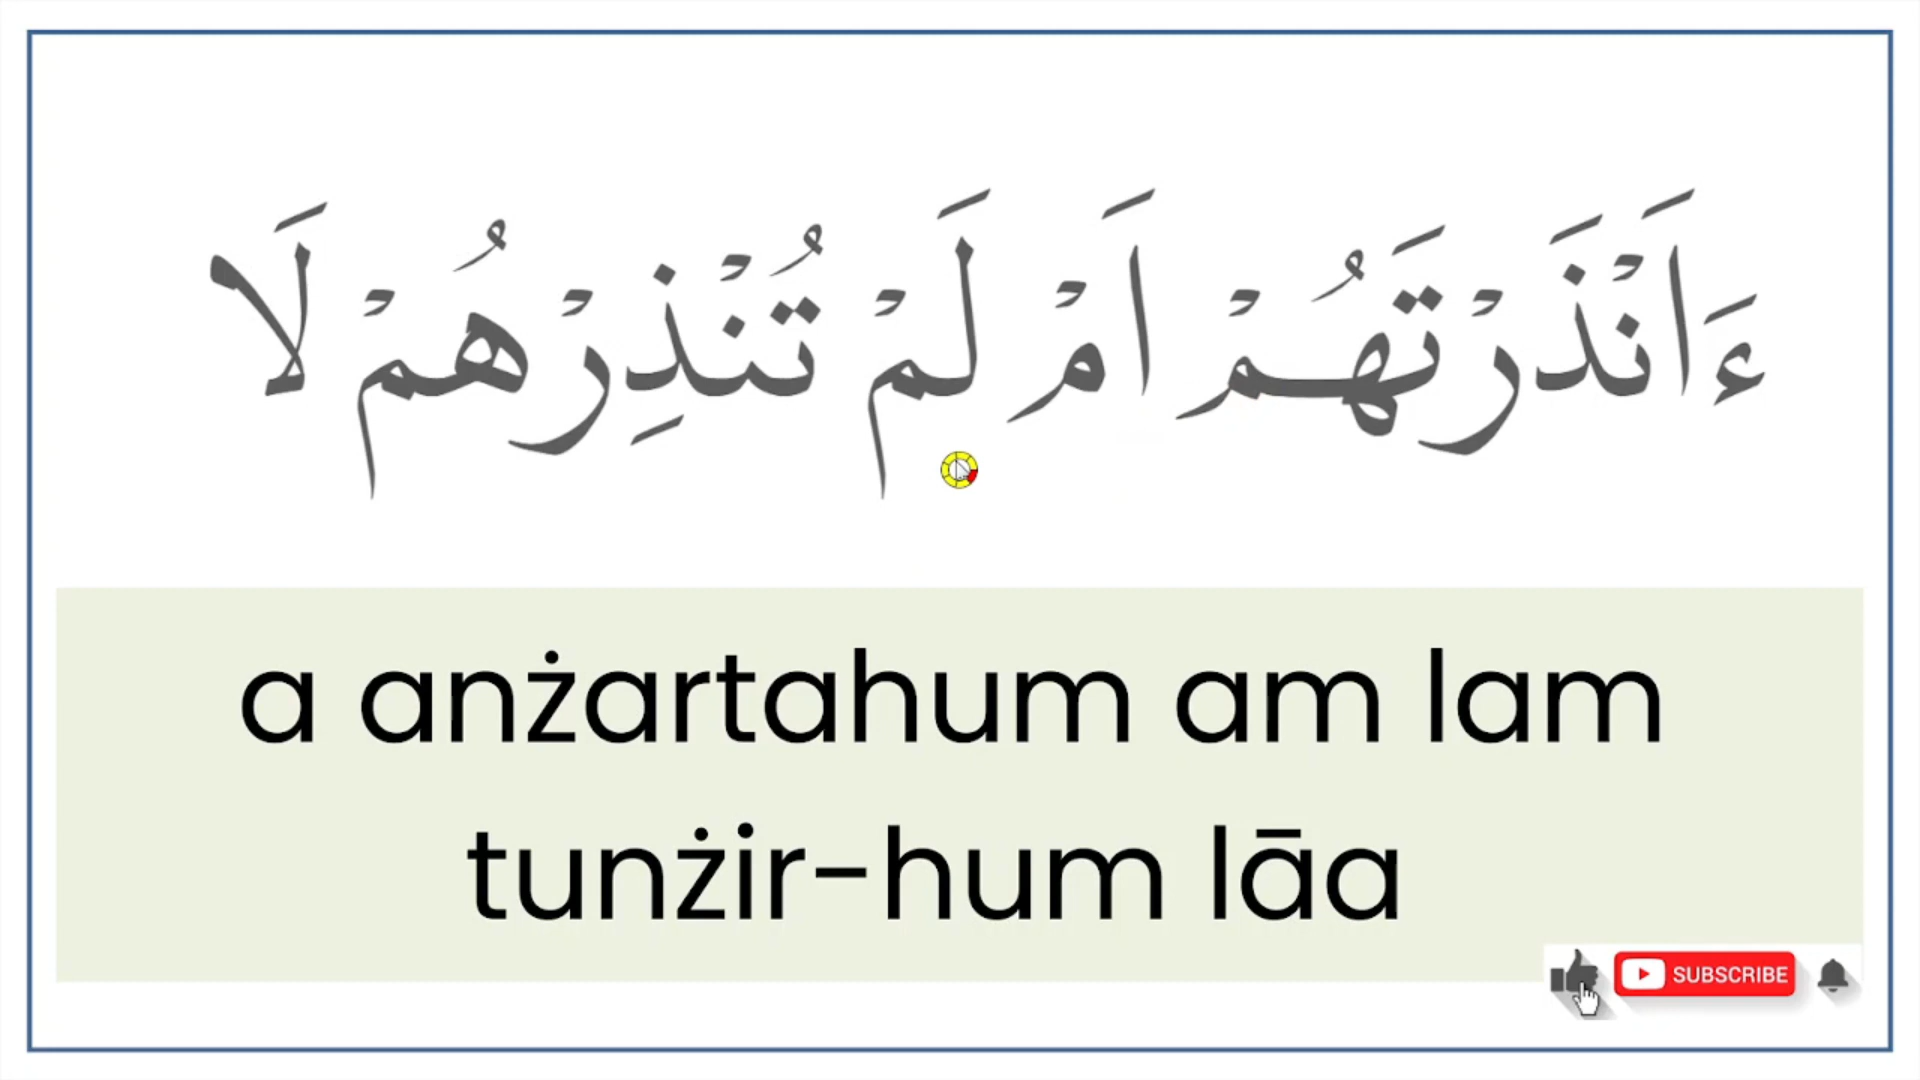 ءَاَنْذَرْتَهُمْ اَمْ لَمْ تُنْذِرْهُمْ لَا
a anżartahum am lam
tunżir-hum lāa
SUBSCRIBE